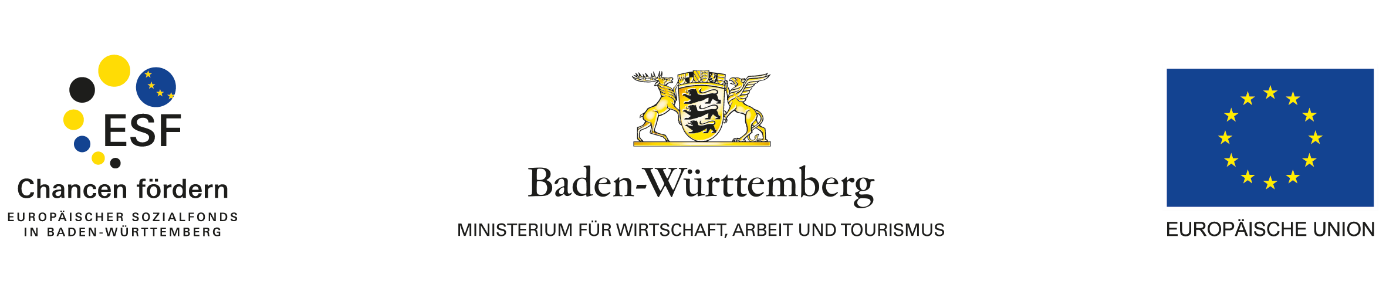 ESF
Chancen fördern
EUROPÄISCHER SOZIALFONDS
IN BADEN-WÜRTTEMBERG
Baden-Württemberg
MINISTERIUM FÜR WIRTSCHAFT, ARBEIT UND TOURISMUS
EUROPÄISCHE UNION